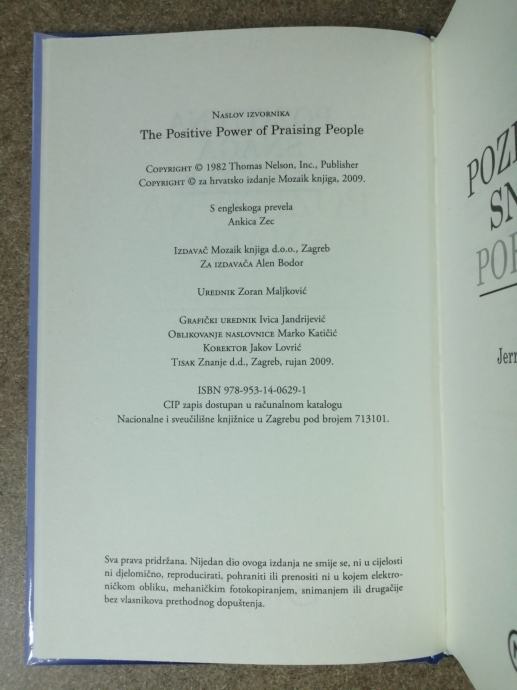 Naslov izvornika
The Positive Power of Praising People
Copyright © 1982 Thomas Nelson, Inc., Publisher
Copyright © za hrvatsko izdanje Mozaik knjiga, 2009.
S engleskoga prevela
Ankica Zec
Izdavač Mozaik knjiga d.o.o., Zagreb
Za izdavača Alen Bodor
Urednik Zoran Maljković
Grafički urednik Ivica Jandrijević
Oblikovanje naslovnice Marko Katičić
Korektor Jakov Lovrić
Tisak Znanje d.d., Zagreb, rujan 2009.
ISBN 978-953-14-0629-1
CIP zapis dostupan u računalnom katalogu
Nacionalne i sveučilišne knjižnice u Zagrebu pod brojem 713101.
Sva prava pridržana. Nijedan dio ovoga izdanja ne smije se, ni u cijelosti
ni djelomično, reproducirati, pohraniti ili prenositi ni u kojem elektro-
ničkom obliku, mehaničkim fotokopiranjem, snimanjem ili drugačije
bez vlasnikova prethodnog dopuštenja.
POZI
SN
POH
Jerr